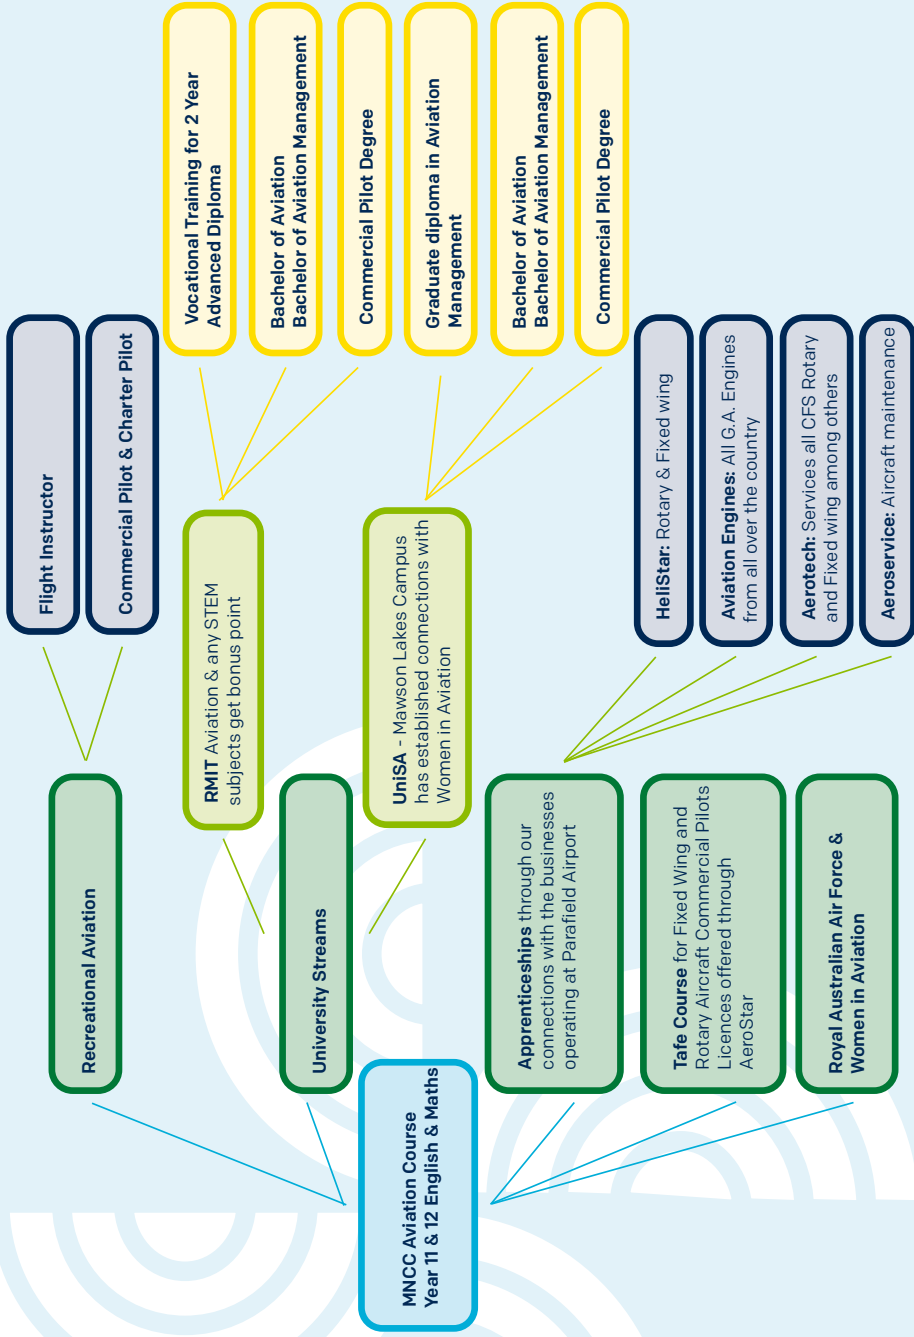 MNCC Aviation Course
Year 11 & 12 English & Maths
Recreational Aviation
Flight Instructor
Commercial Pilot & Charter Pilot
University Streams
RMIT Aviation & any STEM
subjects get bonus point
Vocational Training for 2 Year
Advanced Diploma
Bachelor of Aviation
Bachelor of Aviation Management
Commercial Pilot Degree
UniSA - Mawson Lakes Campus
has established connections with
Women in Aviation
Graduate diploma in Aviation
Management
Bachelor of Aviation
Bachelor of Aviation Management
Commercial Pilot Degree
Apprenticeships through our
connections with the businesses
operating at Parafield Airport
HeliStar: Rotary & Fixed wing
Aviation Engines: All G.A. Engines
from all over the country
Aerotech: Services all CFS Rotary
and Fixed wing among others
Aeroservice: Aircraft maintenance
Tafe Course for Fixed Wing and
Rotary Aircraft Commercial Pilots
Licences offered through
AeroStar
Royal Australian Air Force &
Women in Aviation